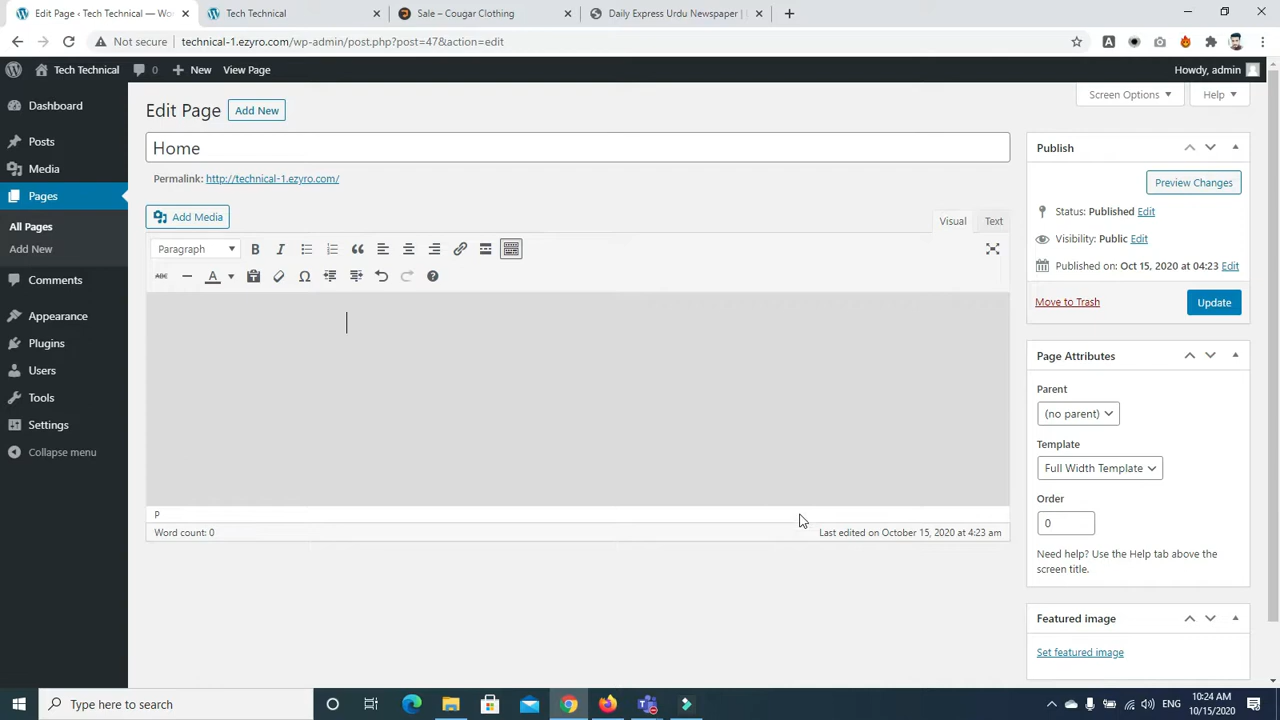 Edit Page ‹ Tech Technical — Wo
Tech Technical
Sale – Cougar Clothing
Daily Express Urdu Newspaper |
Not secure
technical-1.ezyro.com/wp-admin/post.php?post=47&action=edit
Tech Technical
0
New
View Page
Howdy, admin
Dashboard
Posts
Media
Pages
All Pages
Add New
Comments
Appearance
Plugins
Users
Tools
Settings
Collapse menu
Screen Options
Help
Edit Page
Add New
Home
Permalink: http://technical-1.ezyro.com/
Add Media
Visual
Text
Paragraph
B
I
ABC
A
Ω
P
Word count: 0
Last edited on October 15, 2020 at 4:23 am
Publish
Preview Changes
Status: Published Edit
Visibility: Public Edit
Published on: Oct 15, 2020 at 04:23 Edit
Move to Trash
Update
Page Attributes
Parent
(no parent)
Template
Full Width Template
Order
0
Need help? Use the Help tab above the
screen title.
Featured image
Set featured image
Type here to search
ENG
10:24 AM
10/15/2020